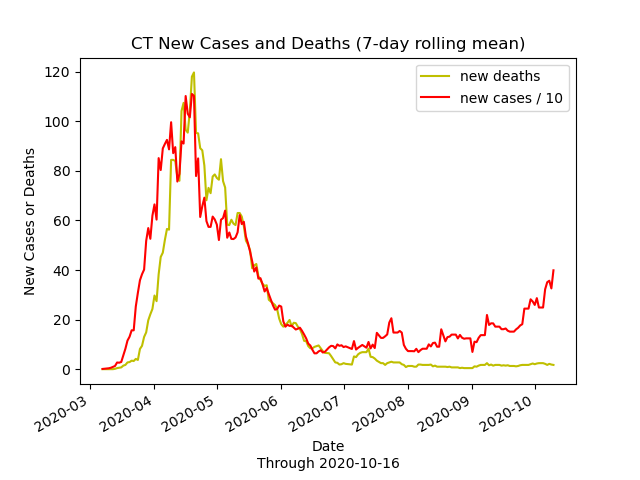 CT New Cases and Deaths (7-day rolling mean)
new deaths
new cases / 10
New Cases or Deaths
120
100
80
60
40
20
0
2020-03
2020-04
2020-05
2020-06
2020-07
2020-08
2020-09
2020-10
Date
Through 2020-10-16